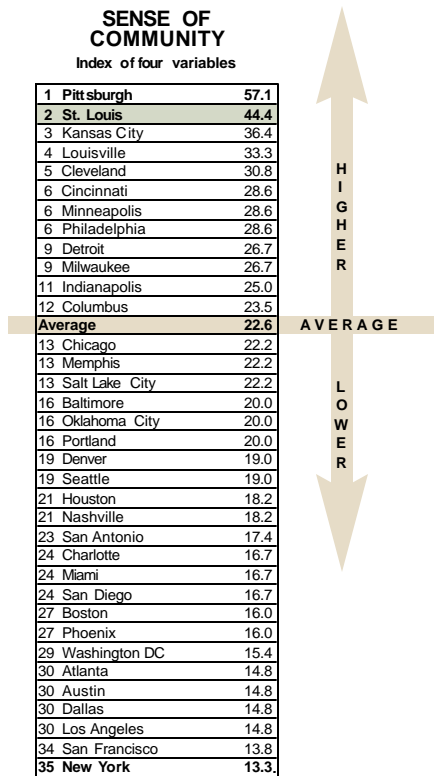 SENSE OF
COMMUNITY
Index of four variables
1 Pittsburgh 57.1
2 St. Louis 44.4
3 Kansas City 36.4
4 Louisville 33.3
5 Cleveland 30.8
6 Cincinnati 28.6
6 Minneapolis 28.6
6 Philadelphia 28.6
9 Detroit 26.7
9 Milwaukee 26.7
11 Indianapolis 25.0
12 Columbus 23.5
Average 22.6
13 Chicago 22.2
13 Memphis 22.2
13 Salt Lake City 22.2
16 Baltimore 20.0
16 Oklahoma City 20.0
16 Portland 20.0
19 Denver 19.0
19 Seattle 19.0
21 Houston 18.2
21 Nashville 18.2
23 San Antonio 17.4
24 Charlotte 16.7
24 Miami 16.7
24 San Diego 16.7
27 Boston 16.0
27 Phoenix 16.0
29 Washington DC 15.4
30 Atlanta 14.8
30 Austin 14.8
30 Dallas 14.8
30 Los Angeles 14.8
34 San Francisco 13.8
35 New York 13.3
HIGHER
AVERAGE
LOWER